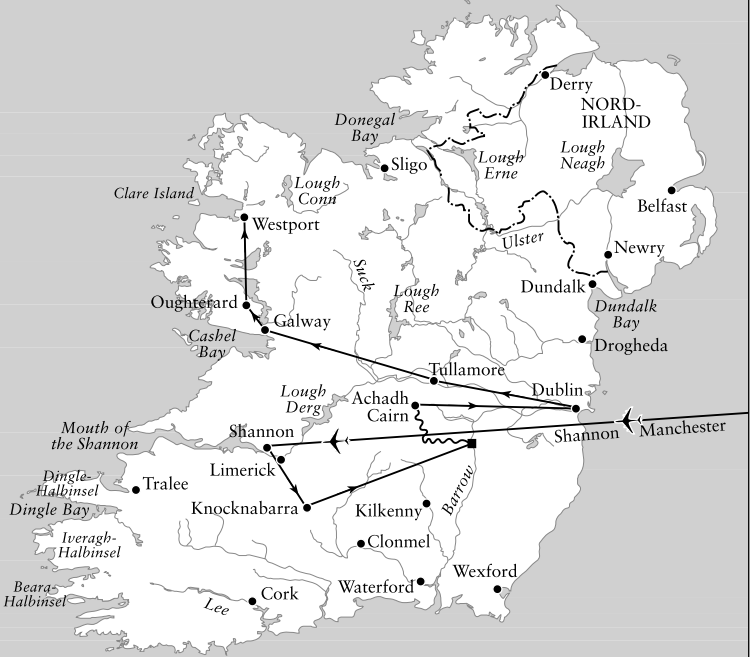 Derry
NORD-
IRLAND
Donegal
Bay
Lough
Erne
Lough
Neagh
Sligo
Lough
Conn
Clare Island
Belfast
Westport
Ulster
Newry
Suck
Dundalk
Lough
Ree
Oughterard
Dundalk
Bay
Galway
Cashel
Bay
Drogheda
Tullamore
Lough
Derg
Achadh
Cairn
Dublin
Mouth of
the Shannon
Shannon
Shannon
Manchester
Limerick
Dingle-
Halbinsel
Tralee
Dingle Bay
Knocknabarra
Kilkenny
Barrow
Iveragh-
Halbinsel
Clonmel
Beara-
Halbinsel
Lee
Cork
Waterford
Wexford